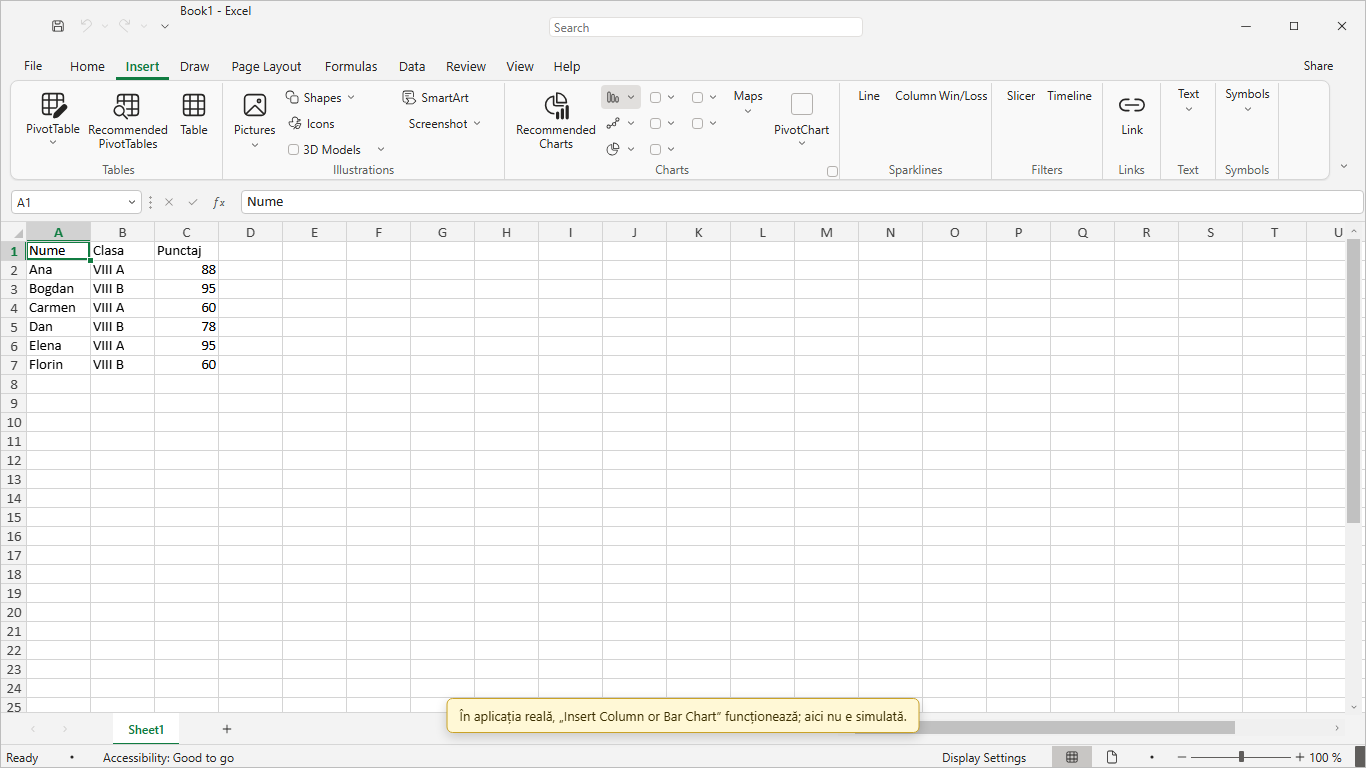 Book1 - Excel
Search
File Home Insert Draw Page Layout Formulas Data Review View Help Share
PivotTable
Recommended PivotTables
Table
Tables
Pictures
Shapes
Icons
3D Models
SmartArt
Screenshot
Illustrations
Recommended Charts
Maps
PivotChart
Charts
Line
Column
Win/Loss
Sparklines
Slicer
Timeline
Filters
Link
Links
Text
Text
Symbols
Symbols
A1
fx
Nume
A B C D E F G H I J K L M N O P Q R S T U
1 Nume Clasa Punctaj
2 Ana VIII A 88
3 Bogdan VIII B 95
4 Carmen VIII A 60
5 Dan VIII B 78
6 Elena VIII A 95
7 Florin VIII B 60
8
9
10
11
12
13
14
15
16
17
18
19
20
21
22
23
24
25
În aplicația reală, „Insert Column or Bar Chart” funcționează; aici nu e simulată.
Sheet1
Ready
Accessibility: Good to go
Display Settings
100 %